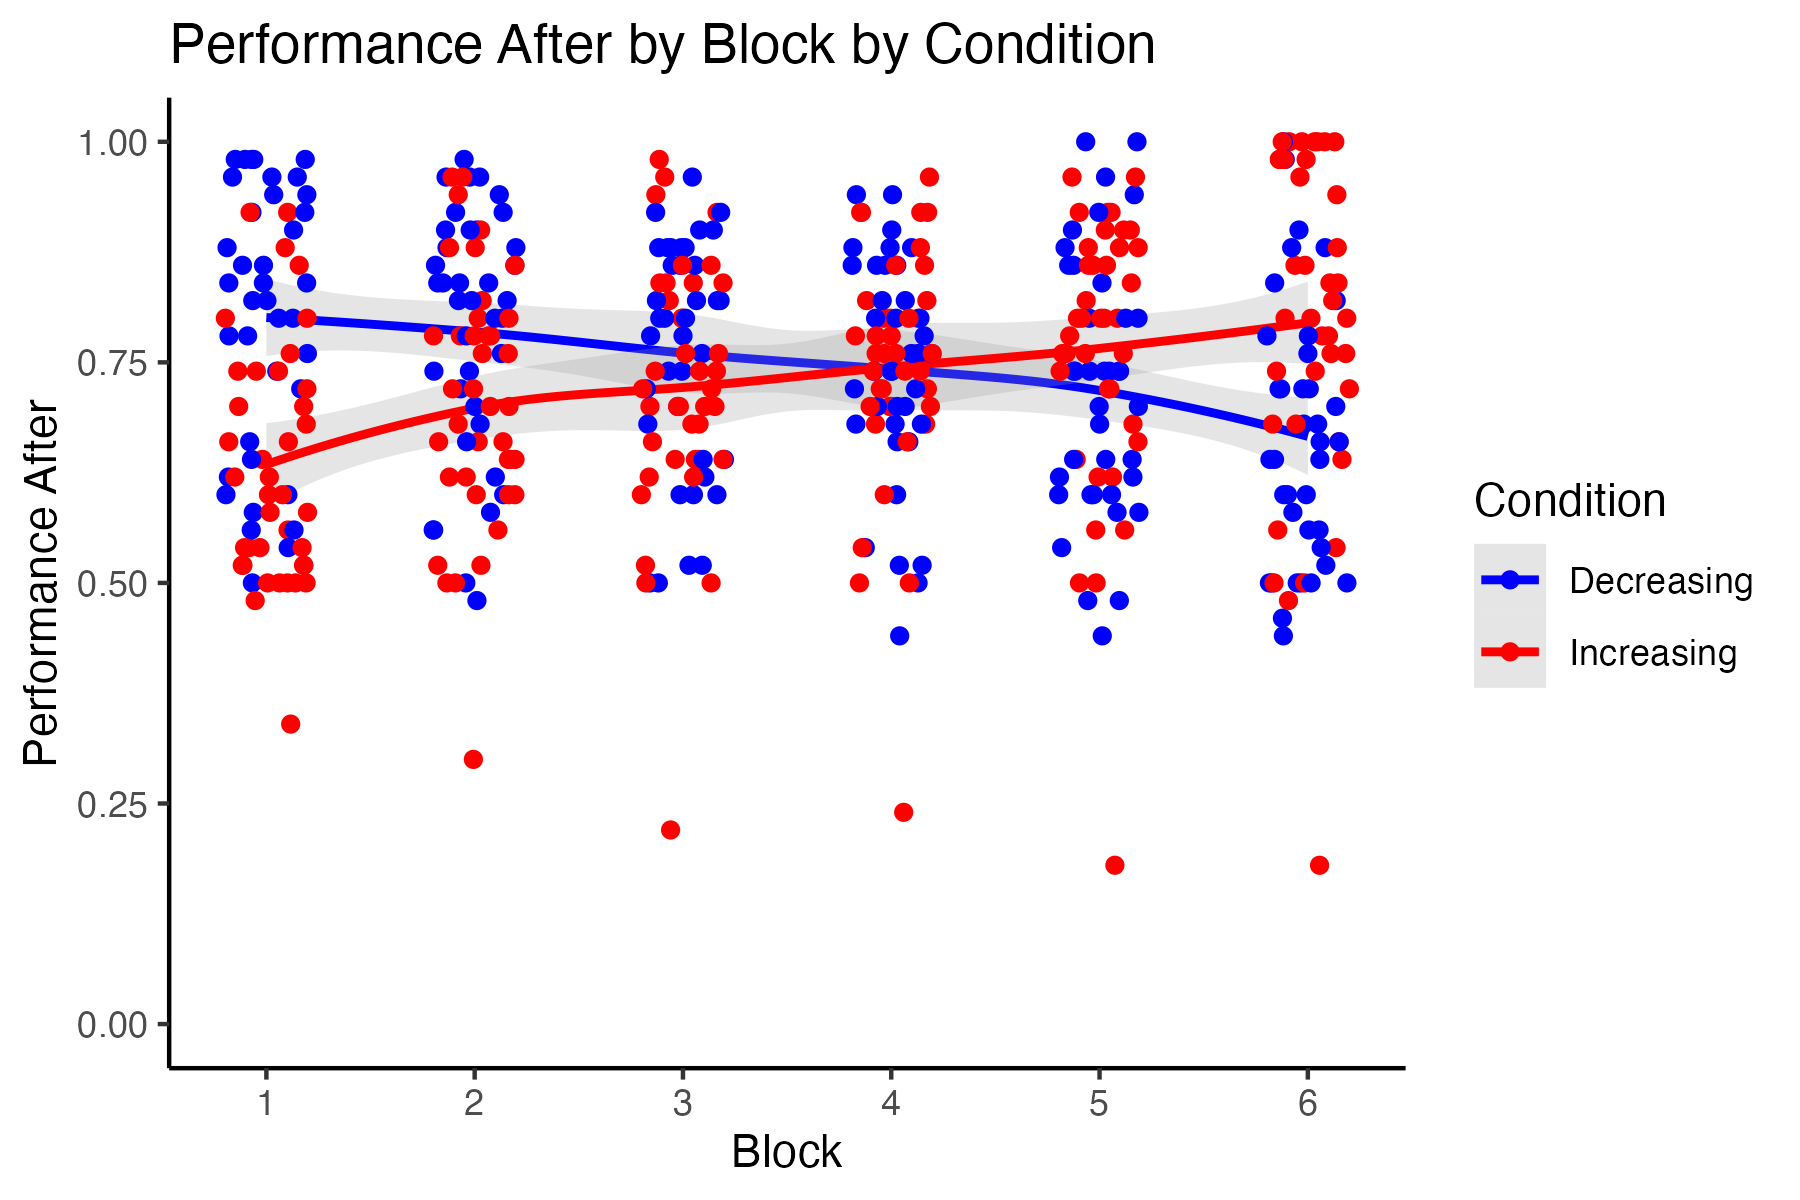 Performance After by Block by Condition
Performance After
1.00
0.75
0.50
0.25
0.00
1 2 3 4 5 6
Block
Condition
Decreasing
Increasing